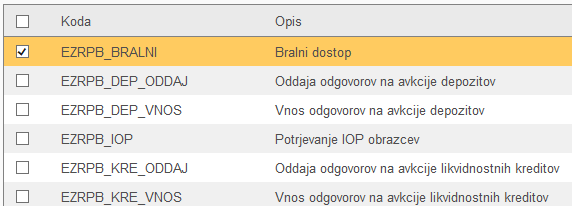 Koda Opis
EZRPB_BRALNI Bralni dostop
EZRPB_DEP_ODDAJ Oddaja odgovorov na avkcije depozitov
EZRPB_DEP_VNOS Vnos odgovorov na avkcije depozitov
EZRPB_IOP Potrjevanje IOP obrazcev
EZRPB_KRE_ODDAJ Oddaja odgovorov na avkcije likvidnostnih kreditov
EZRPB_KRE_VNOS Vnos odgovorov na avkcije likvidnostnih kreditov